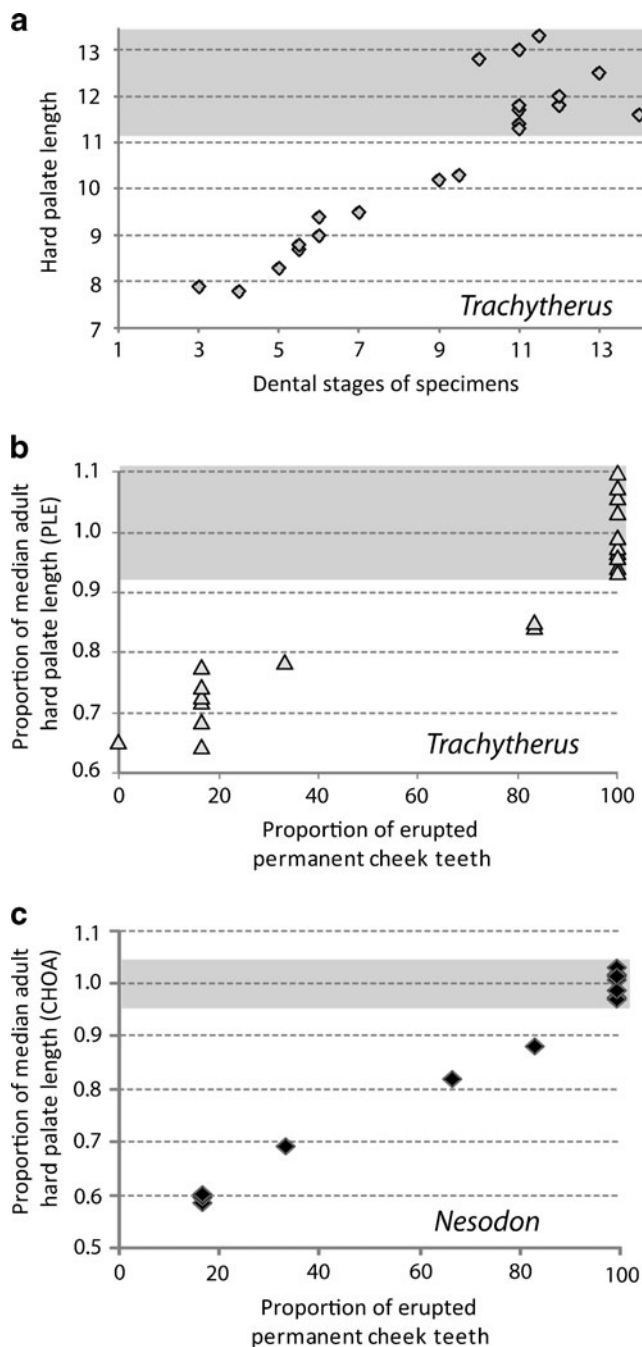 a
Hard palate length
13
12
11
10
9
8
7
Trachytherus
1 3 5 7 9 11 13
Dental stages of specimens
b
Proportion of median adult
hard palate length (PLE)
1.1
1.0
0.9
0.8
0.7
0.6
Trachytherus
0 20 40 60 80 100
Proportion of erupted
permanent cheek teeth
c
Proportion of median adult
hard palate length (CHOA)
1.1
1.0
0.9
0.8
0.7
0.6
0.5
Nesodon
0 20 40 60 80 100
Proportion of erupted
permanent cheek teeth